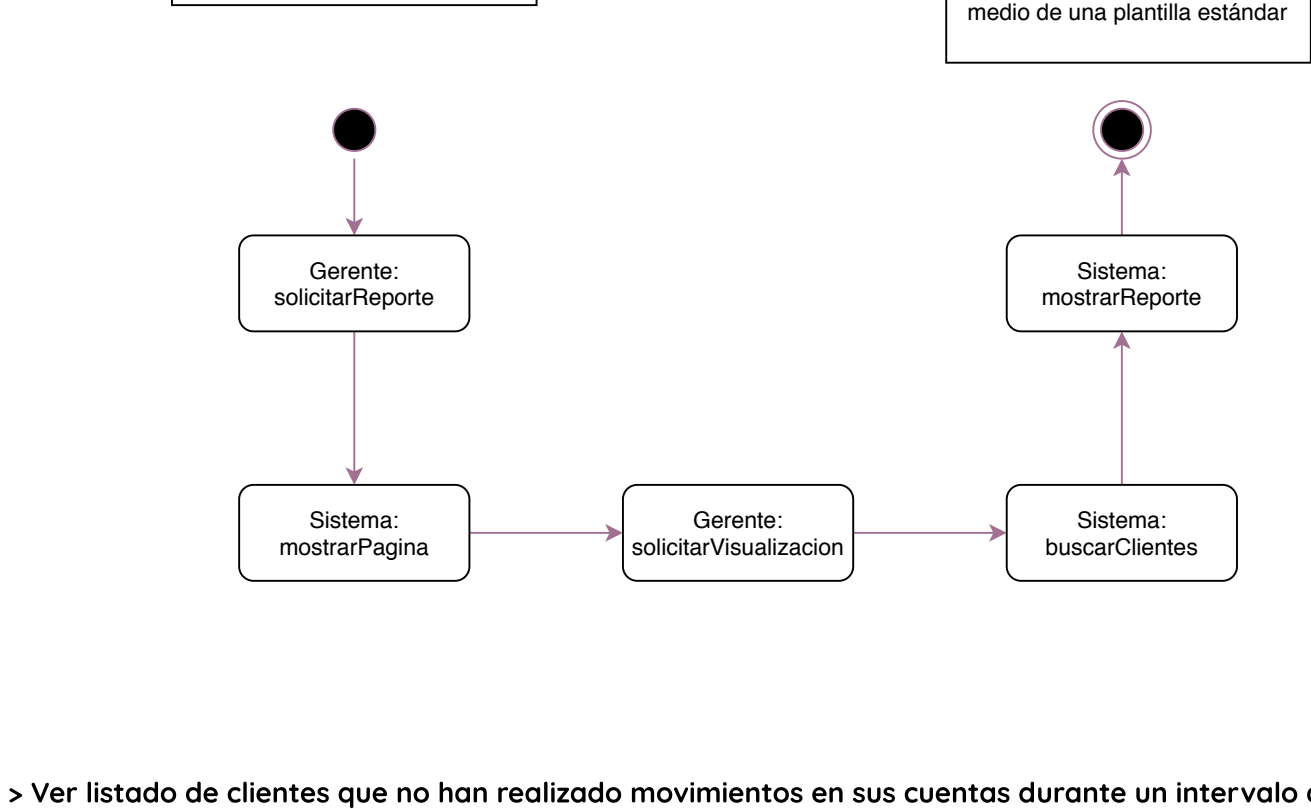 medio de una plantilla estándar
Gerente:
solicitarReporte
Sistema:
mostrarReporte
Sistema:
mostrarPagina
Gerente:
solicitarVisualizacion
Sistema:
buscarClientes
> Ver listado de clientes que no han realizado movimientos en sus cuentas durante un intervalo